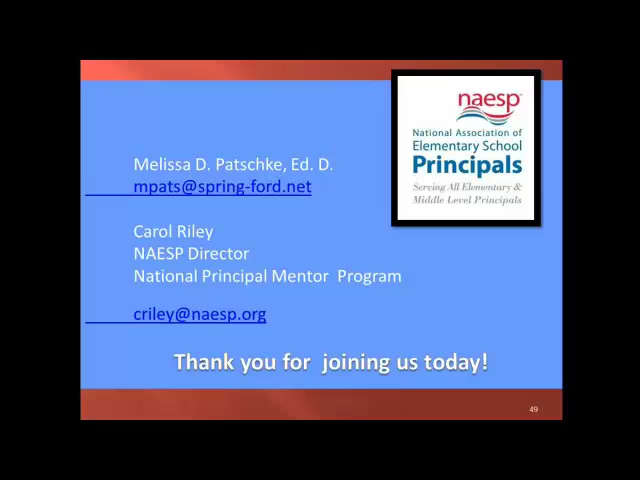 naesp
National Association of
Elementary School
Principals
Serving All Elementary &
Middle Level Principals
Melissa D. Patschke, Ed. D.
mpats@spring-ford.net
Carol Riley
NAESP Director
National Principal Mentor Program
criley@naesp.org
Thank you for joining us today!
49